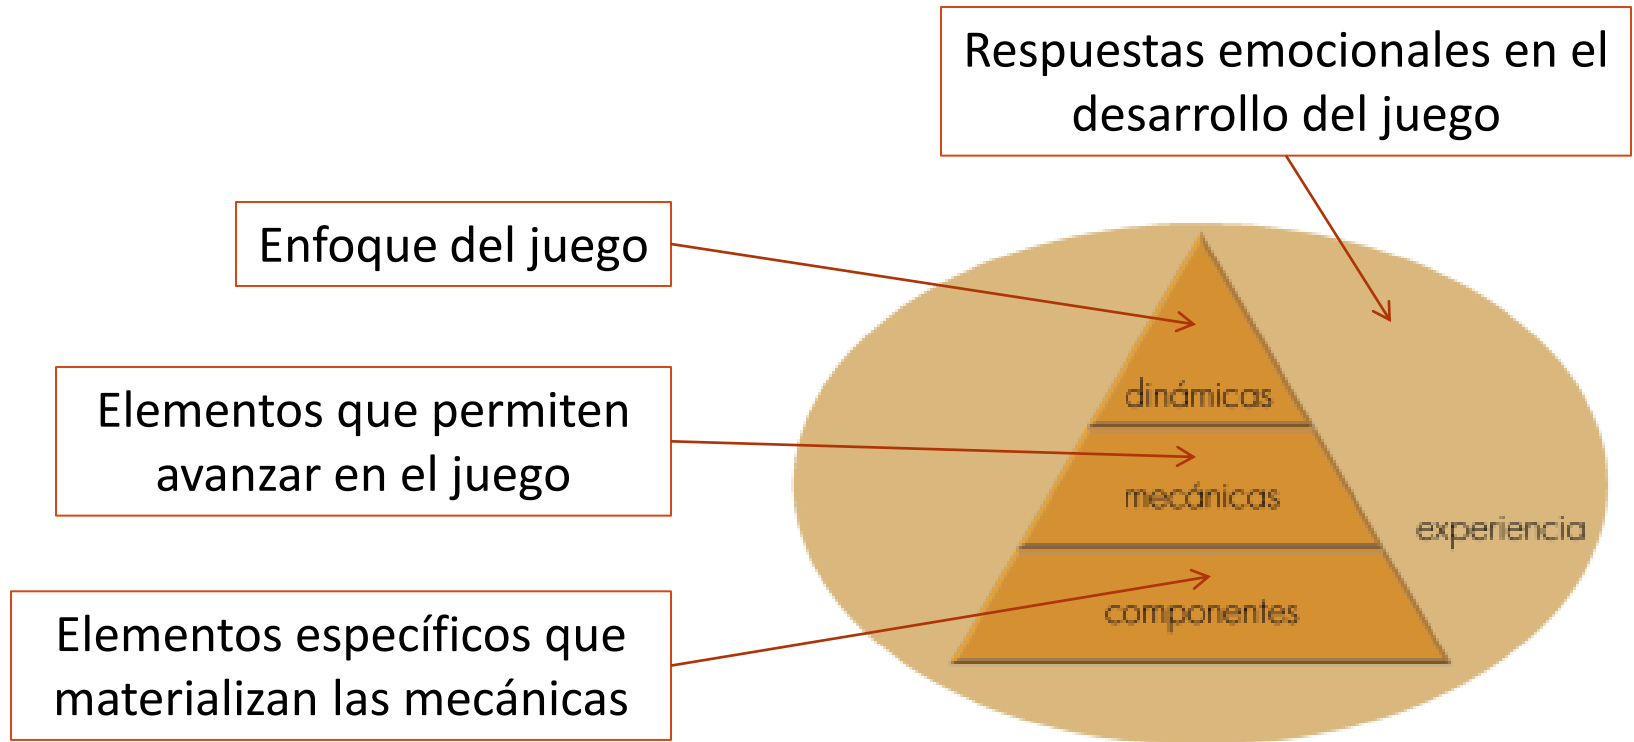 Respuestas emocionales en el
desarrollo del juego
Enfoque del juego
Elementos que permiten
avanzar en el juego
Elementos específicos que
materializan las mecánicas
dinámicas
mecánicas
componentes
experiencia